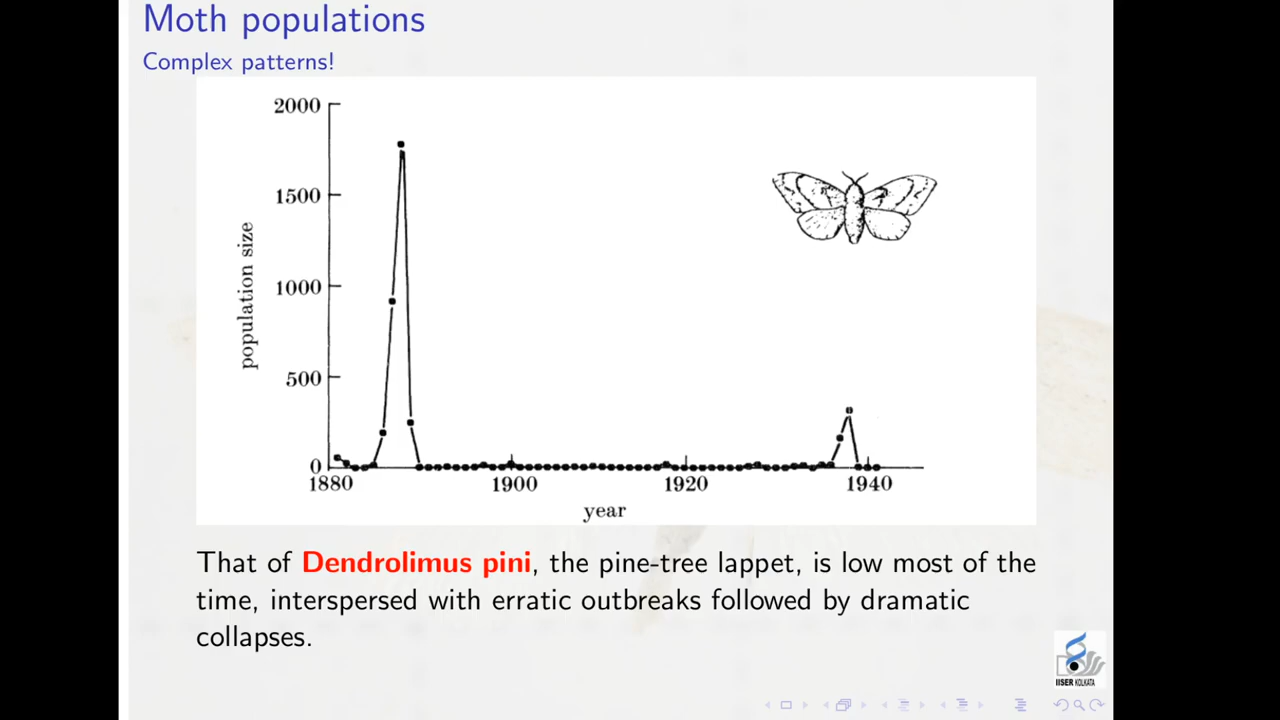 Moth populations
Complex patterns!
2000
1500
1000
500
0
population size
1880 1900 1920 1940
year
That of Dendrolimus pini, the pine-tree lappet, is low most of the
time, interspersed with erratic outbreaks followed by dramatic
collapses.
IISER KOLKATA